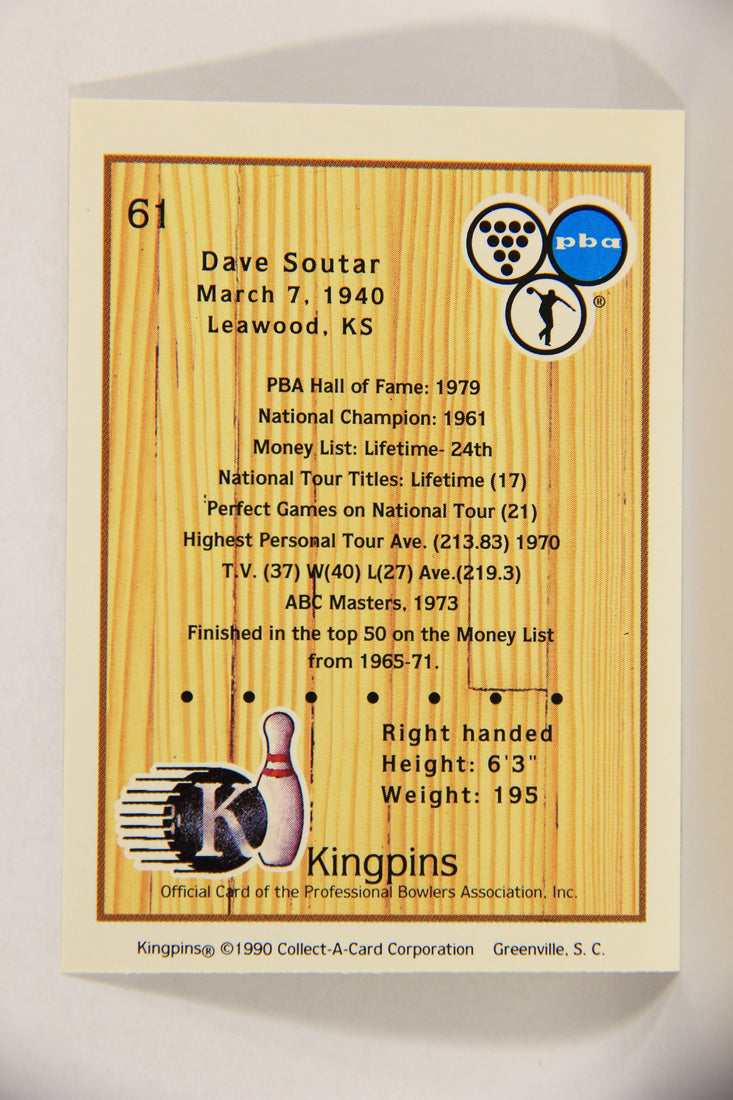 61
pba
®
Dave Soutar
March 7, 1940
Leawood, KS
PBA Hall of Fame: 1979
National Champion: 1961
Money List: Lifetime- 24th
National Tour Titles: Lifetime (17)
Perfect Games on National Tour (21)
Highest Personal Tour Ave. (213.83) 1970
T.V. (37) W(40) L(27) Ave.(219.3)
ABC Masters, 1973
Finished in the top 50 on the Money List
from 1965-71.
Right handed
Height: 6'3"
Weight: 195
K
Kingpins
Official Card of the Professional Bowlers Association, Inc.
Kingpins® ©1990 Collect-A-Card Corporation Greenville, S. C.